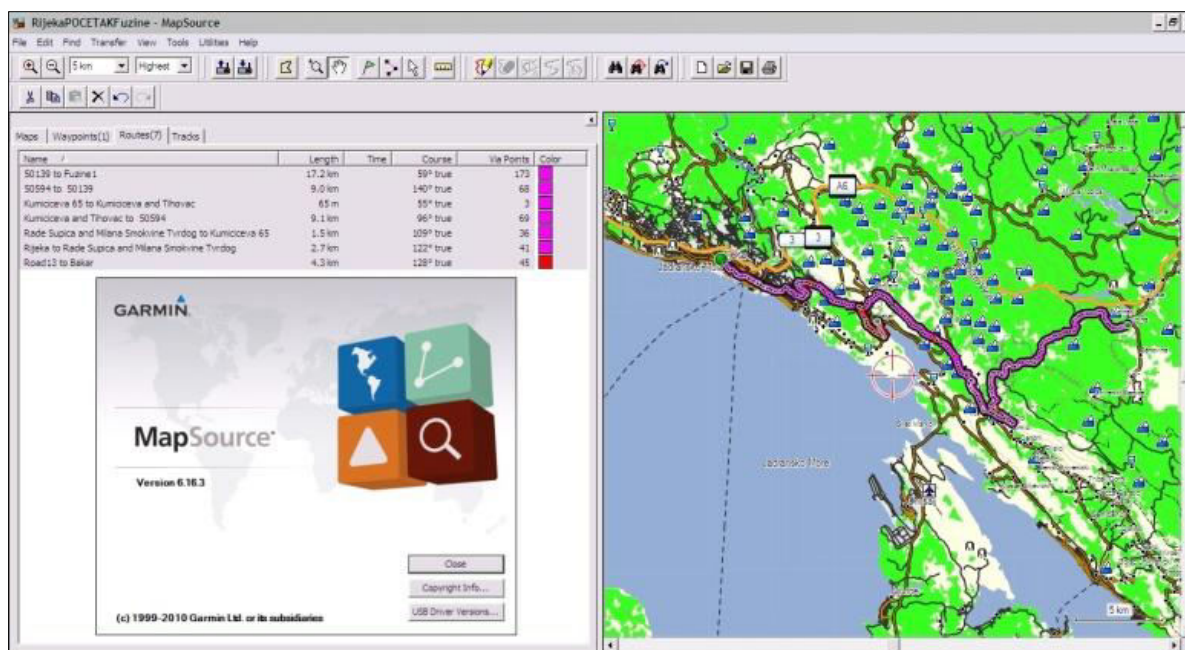 RijekaPOCETAKFuzine - MapSource
File Edit Find Transfer View Tools Utilities Help
5 km Highest
Maps Waypoints(1) Routes(7) Tracks
Name / Length Time Course Via Points Color
50139 to Fuzine1 17.2 km 59° true 173
50594 to 50139 9.0 km 140° true 68
Kumiciceva 65 to Kumiciceva and Tihovac 65 m 55° true 3
Kumiciceva and Tihovac to 50594 9.1 km 96° true 69
Rade Supica and Milana Smokvine Tvrdog to Kumiciceva 65 1.5 km 109° true 36
Rijeka to Rade Supica and Milana Smokvine Tvrdog 2.7 km 122° true 41
Road13 to Bakar 4.3 km 128° true 45
GARMIN
MapSource
Version 6.16.3
Close
Copyright Info...
USB Driver Versions...
(c) 1999-2010 Garmin Ltd. or its subsidiaries
A6
3 3
Jadransko More
5 km